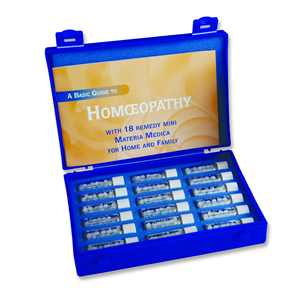 A Basic Guide to
Homœopathy
with 18 remedy mini
Materia Medica
for Home and Family